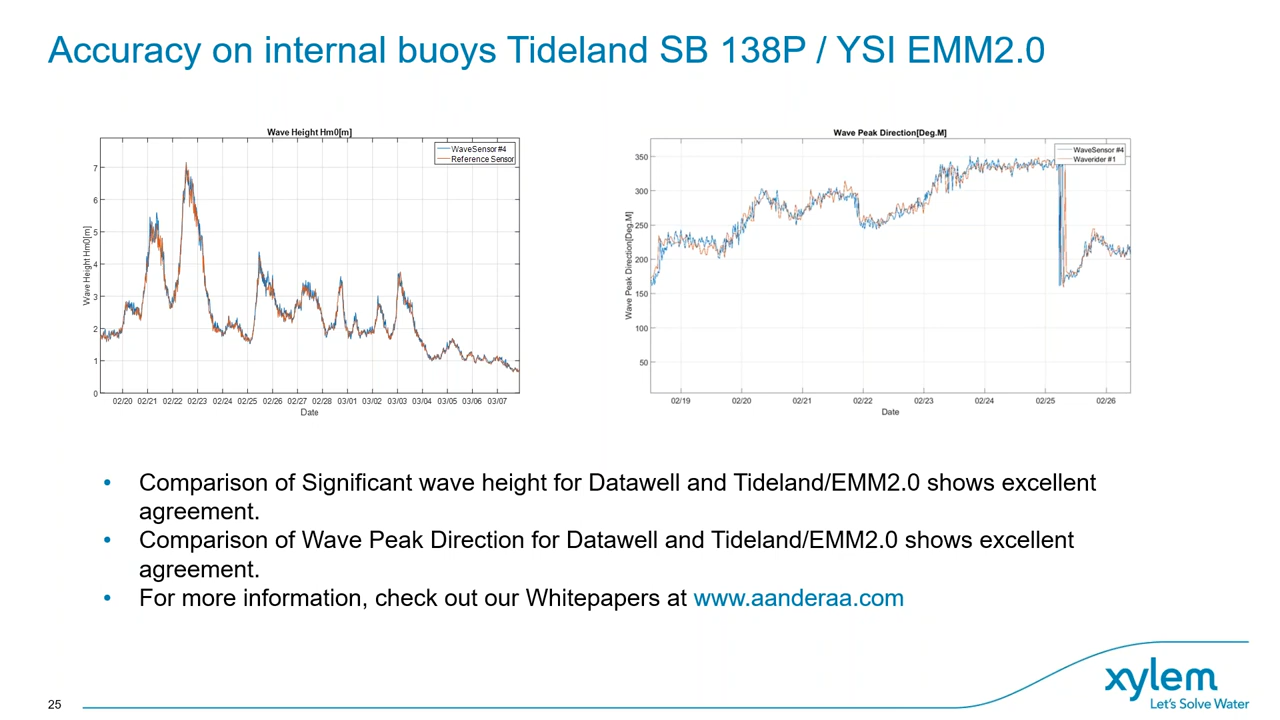 Accuracy on internal buoys Tideland SB 138P / YSI EMM2.0
Wave Height Hm0[m]
WaveSensor #4
Reference Sensor
Wave Height Hm0[m]
7
6
5
4
3
2
1
0
02/20 02/21 02/22 02/23 02/24 02/25 02/26 02/27 02/28 03/01 03/02 03/03 03/04 03/05 03/06 03/07
Date
Wave Peak Direction[Deg.M]
WaveSensor #4
Waverider #1
Wave Peak Direction[Deg.M]
350
300
250
200
150
100
50
02/19 02/20 02/21 02/22 02/23 02/24 02/25 02/26
Date
• Comparison of Significant wave height for Datawell and Tideland/EMM2.0 shows excellent
agreement.
• Comparison of Wave Peak Direction for Datawell and Tideland/EMM2.0 shows excellent
agreement.
• For more information, check out our Whitepapers at www.aanderaa.com
xylem
Let's Solve Water
25